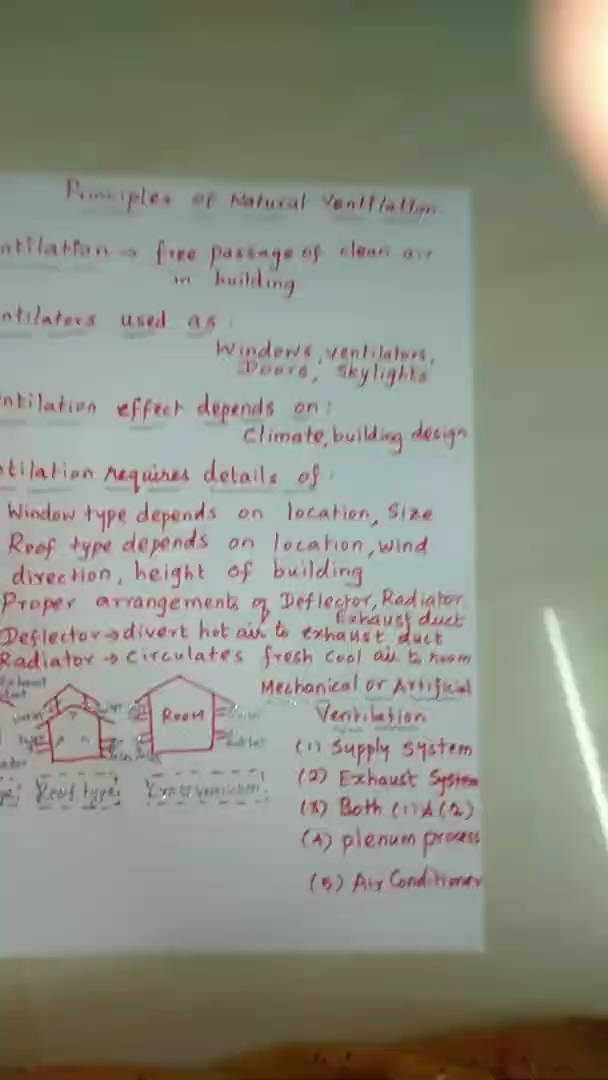 Principles of Natural Ventilation
ntilation → free passage of clean air
in building
ntilators used as:
Windows, ventilators,
Doors, Skylights
ntilation effect depends on:
Climate, building design
tilation requires details of:
Window type depends on location, Size
Roof type depends on location, wind
direction, height of building
Proper arrangements of Deflector, Radiator
Exhaust duct
Deflector → divert hot air to exhaust duct
Radiator → Circulates fresh cool air to room
Mechanical or Artificial
Ventilation
ROOM
Roof type
(1) Supply system
(2) Exhaust System
(3) Both (1) & (2)
(4) plenum process
(5) Air Conditioner